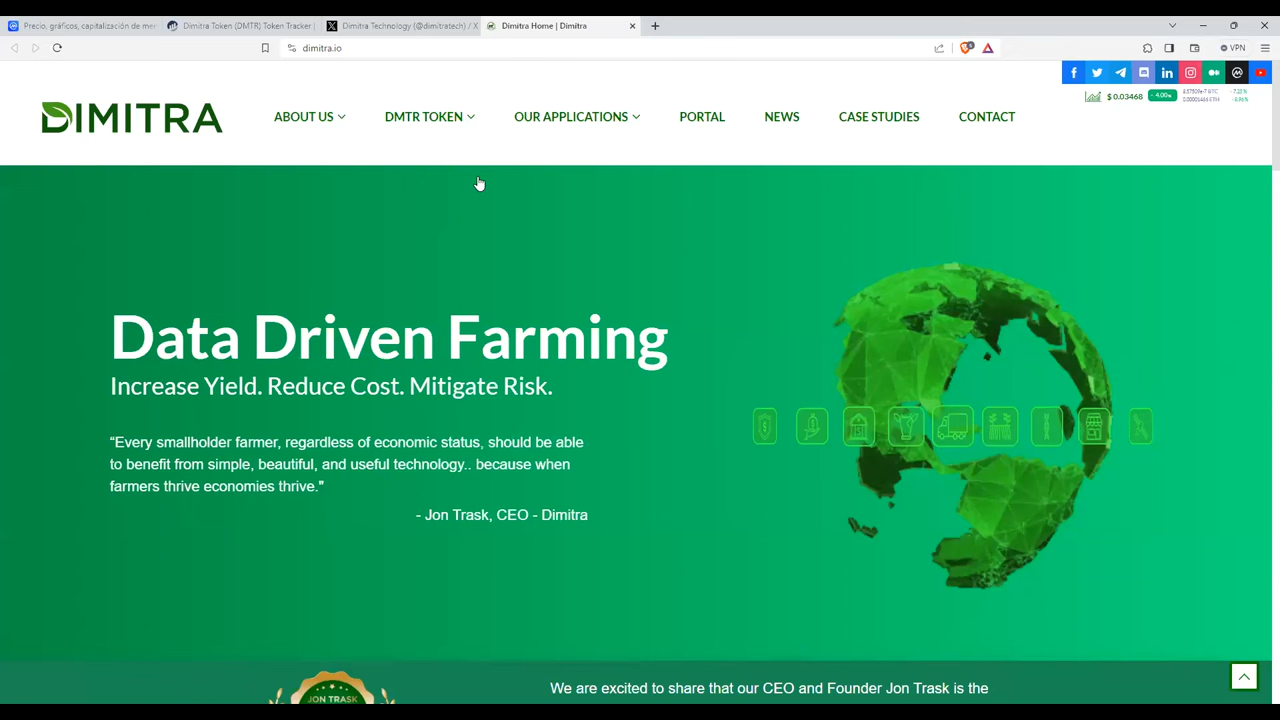 Precio, gráficos, capitalización de me
Dimitra Token (DMTR) Token Tracker
Dimitra Technology (@dimitratech) / X
Dimitra Home | Dimitra
dimitra.io
VPN
$ 0.03468
DIMITRA
ABOUT US
DMTR TOKEN
OUR APPLICATIONS
PORTAL
NEWS
CASE STUDIES
CONTACT
Data Driven Farming
Increase Yield. Reduce Cost. Mitigate Risk.
“Every smallholder farmer, regardless of economic status, should be able
to benefit from simple, beautiful, and useful technology.. because when
farmers thrive economies thrive.”
- Jon Trask, CEO - Dimitra
JON TRASK
We are excited to share that our CEO and Founder Jon Trask is the